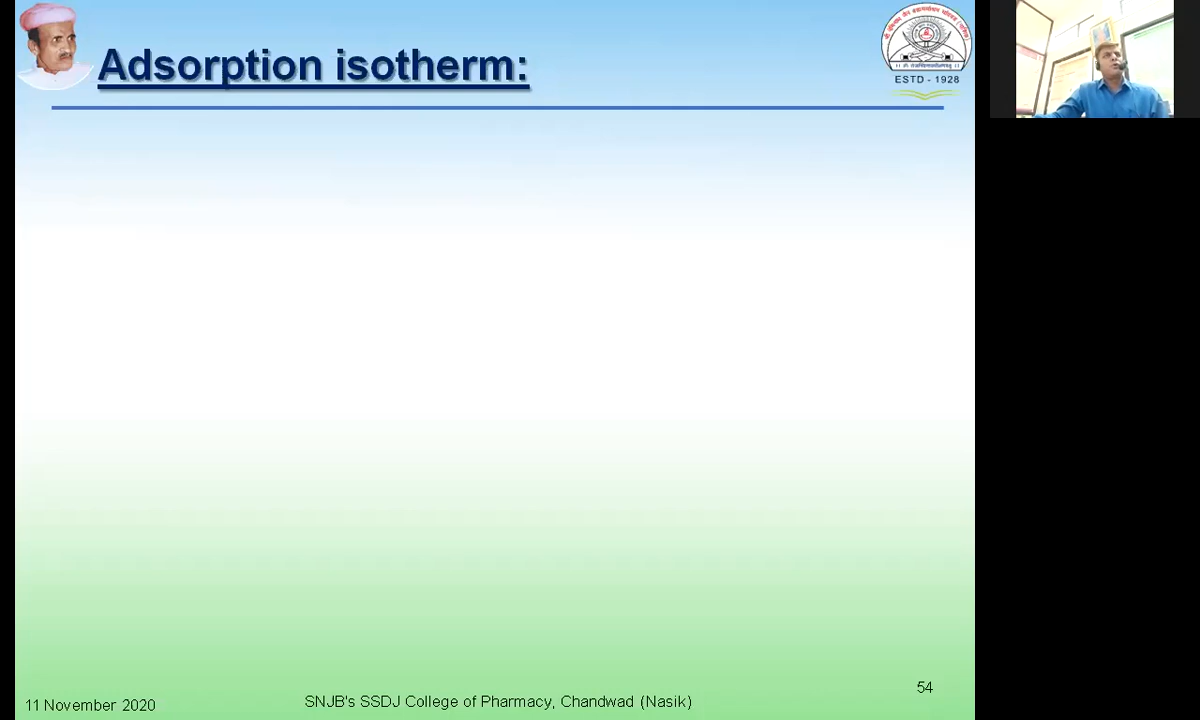 Adsorption isotherm:
ESTD - 1928
11 November 2020
SNJB's SSDJ College of Pharmacy, Chandwad (Nasik)
54